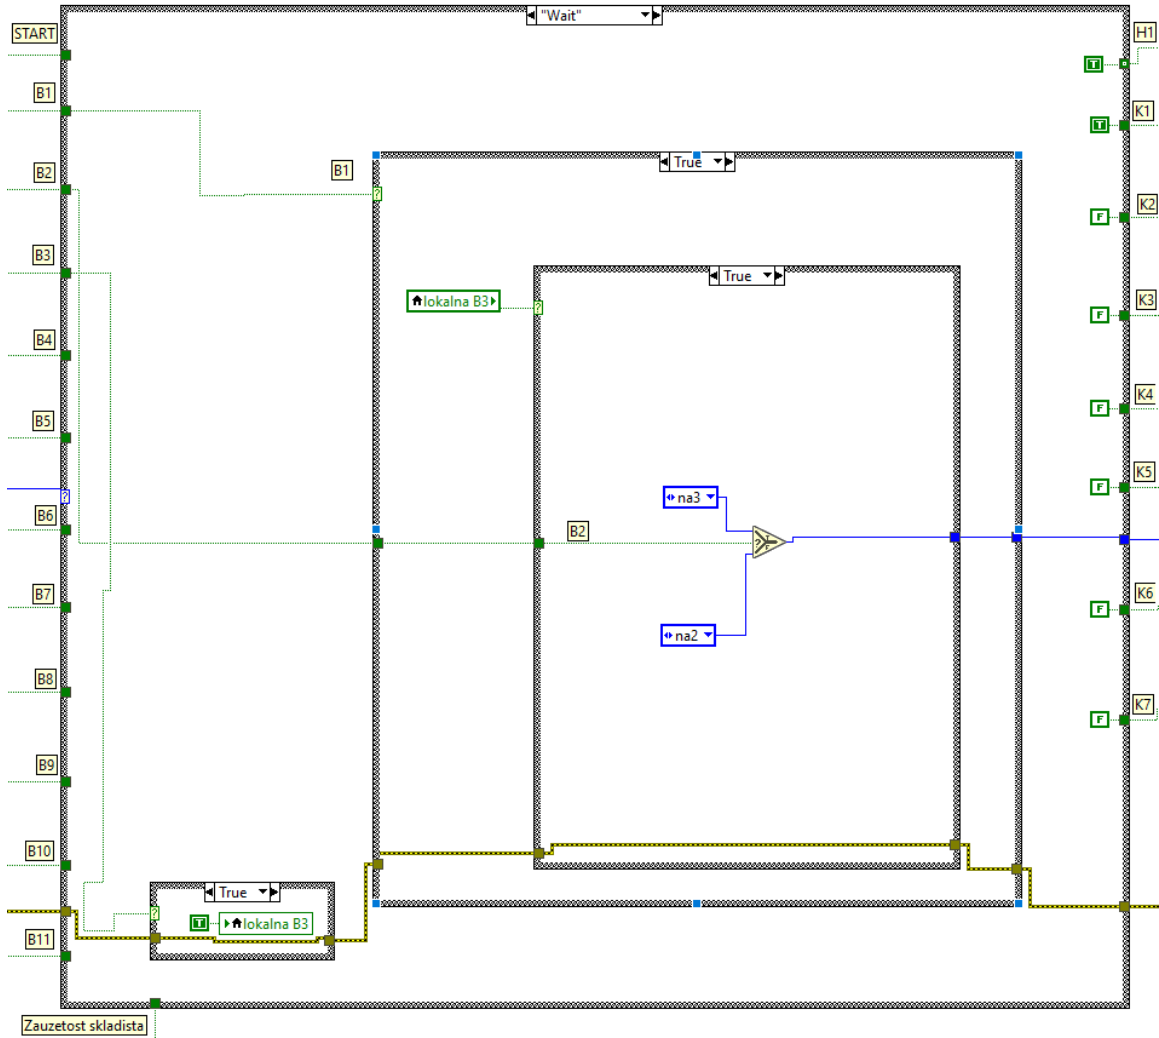 "Wait"
START
H1
T
B1
K1
T
B2
B1
True
K2
F
B3
True
lokalna B3
?
K3
F
B4
K4
F
B5
na3
K5
F
?
B6
B2
?
T
F
B7
na2
K6
F
B8
K7
F
B9
B10
True
?
T
lokalna B3
B11
Zauzetost skladista